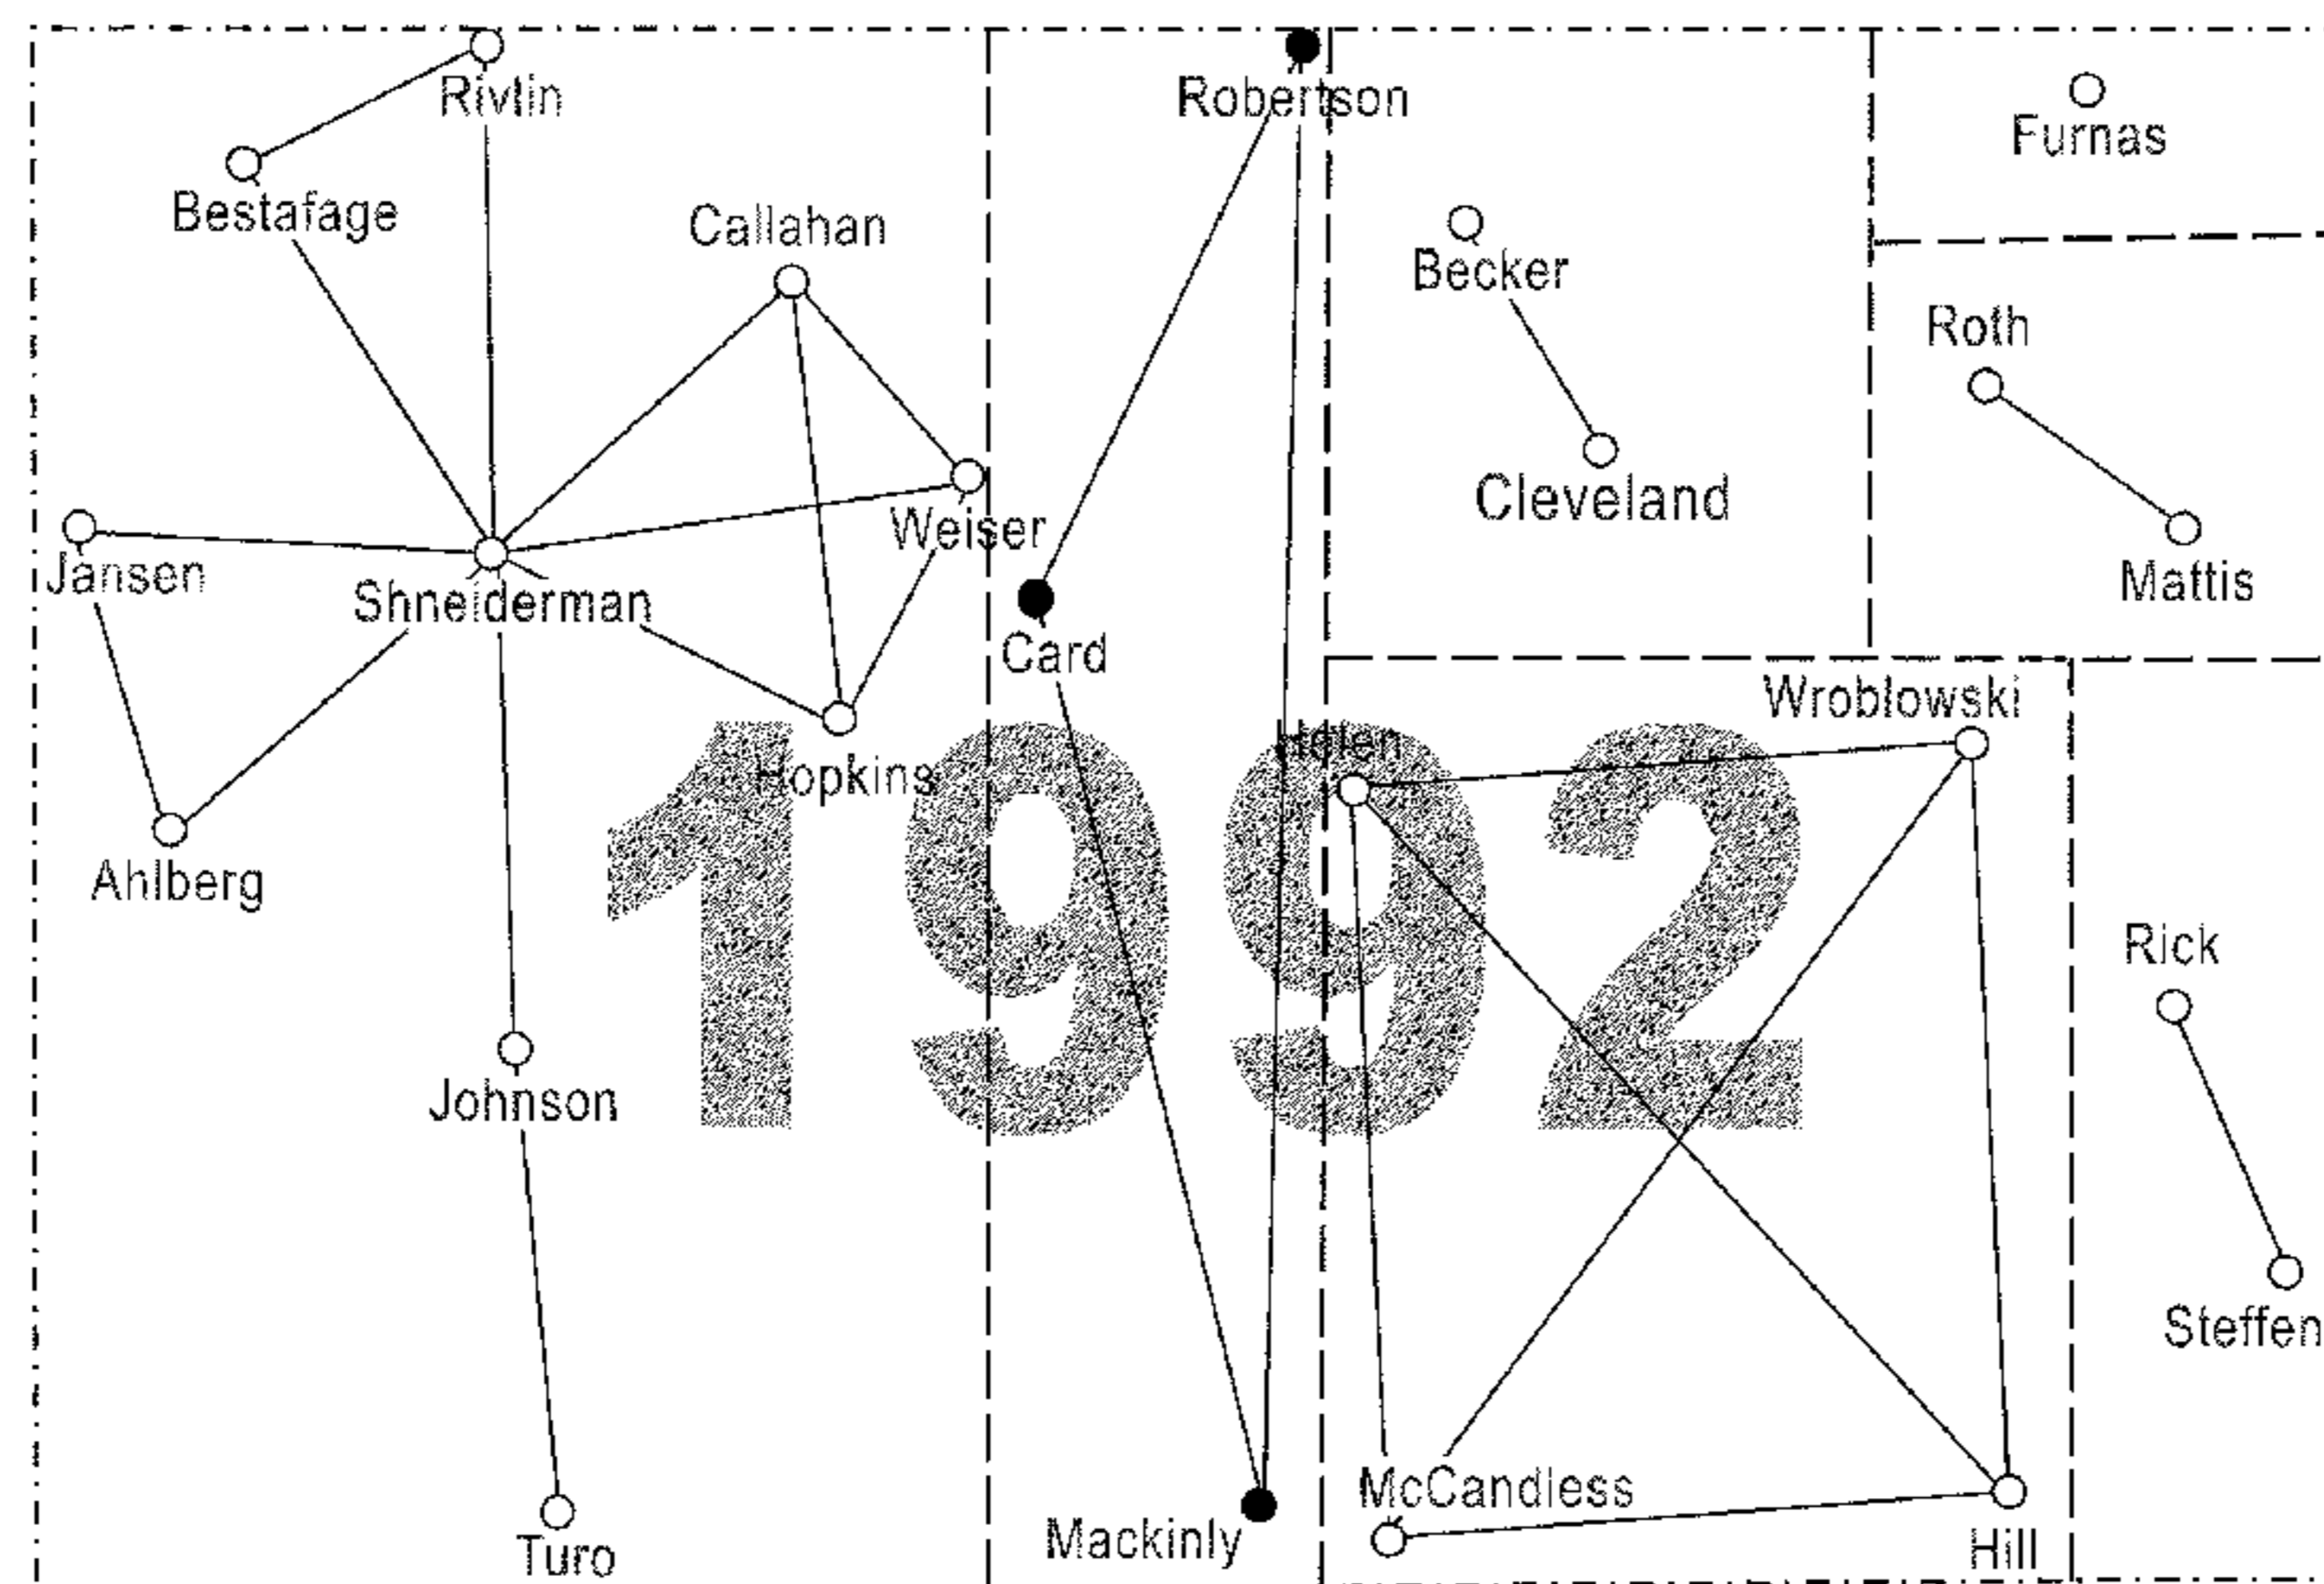 Rivlin
Robertson
Furnas
Bestafage
Callahan
Becker
Roth
Cleveland
Weiser
Jansen
Shneiderman
Mattis
Card
Wroblowski
Helen
Hopkins
1992
Ahlberg
Rick
Johnson
Steffen
McCandless
Mackinly
Turo
Hill